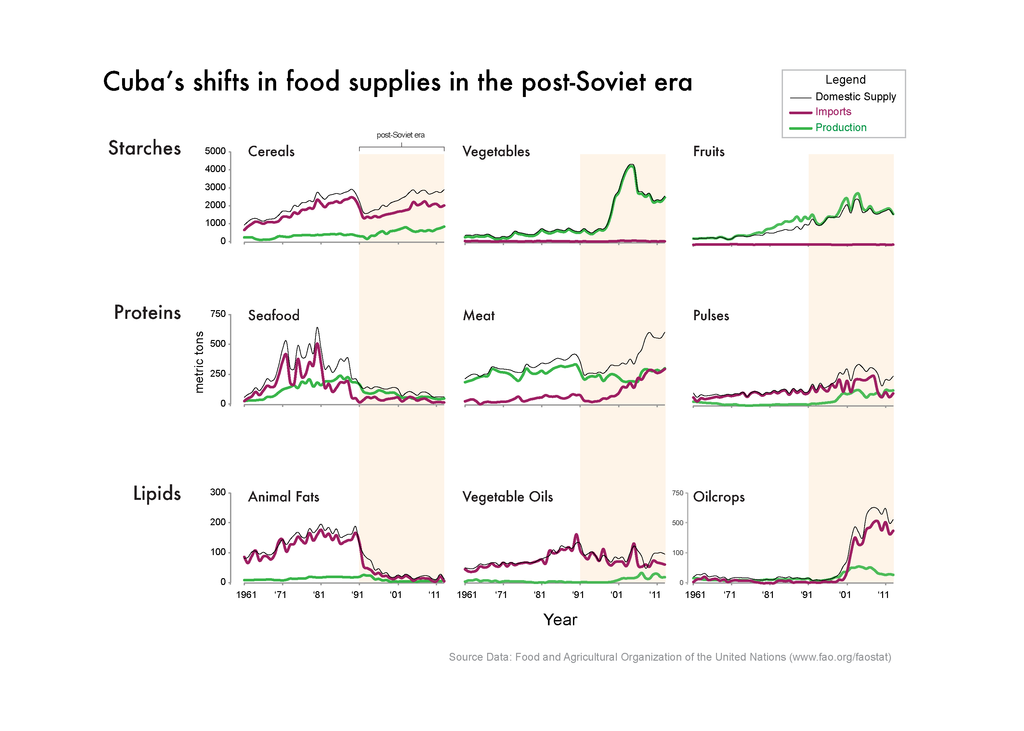 Cuba's shifts in food supplies in the post-Soviet era
Legend
Domestic Supply
Imports
Production
post-Soviet era
Starches
5000
4000
3000
2000
1000
0
Cereals
Vegetables
Fruits
Proteins
metric tons
750
500
250
0
Seafood
Meat
Pulses
Lipids
300
200
100
0
Animal Fats
Vegetable Oils
750
500
100
0
Oilcrops
1961 '71 '81 '91 '01 '11
1961 '71 '81 '91 '01 '11
1961 '71 '81 '91 '01 '11
Year
Source Data: Food and Agricultural Organization of the United Nations (www.fao.org/faostat)